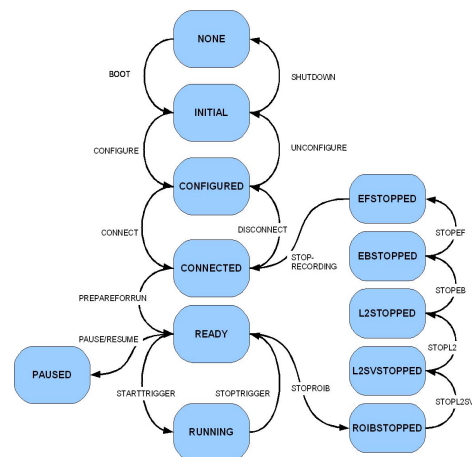 NONE
BOOT
SHUTDOWN
INITIAL
CONFIGURE
UNCONFIGURE
CONFIGURED
EFSTOPPED
CONNECT
DISCONNECT
STOPEF
STOP-
RECORDING
EBSTOPPED
CONNECTED
STOPEB
PREPAREFORRUN
L2STOPPED
READY
PAUSE/RESUME
STOPL2
PAUSED
L2SVSTOPPED
STARTTRIGGER
STOPTRIGGER
STOPROIB
STOPL2SV
RUNNING
ROIBSTOPPED